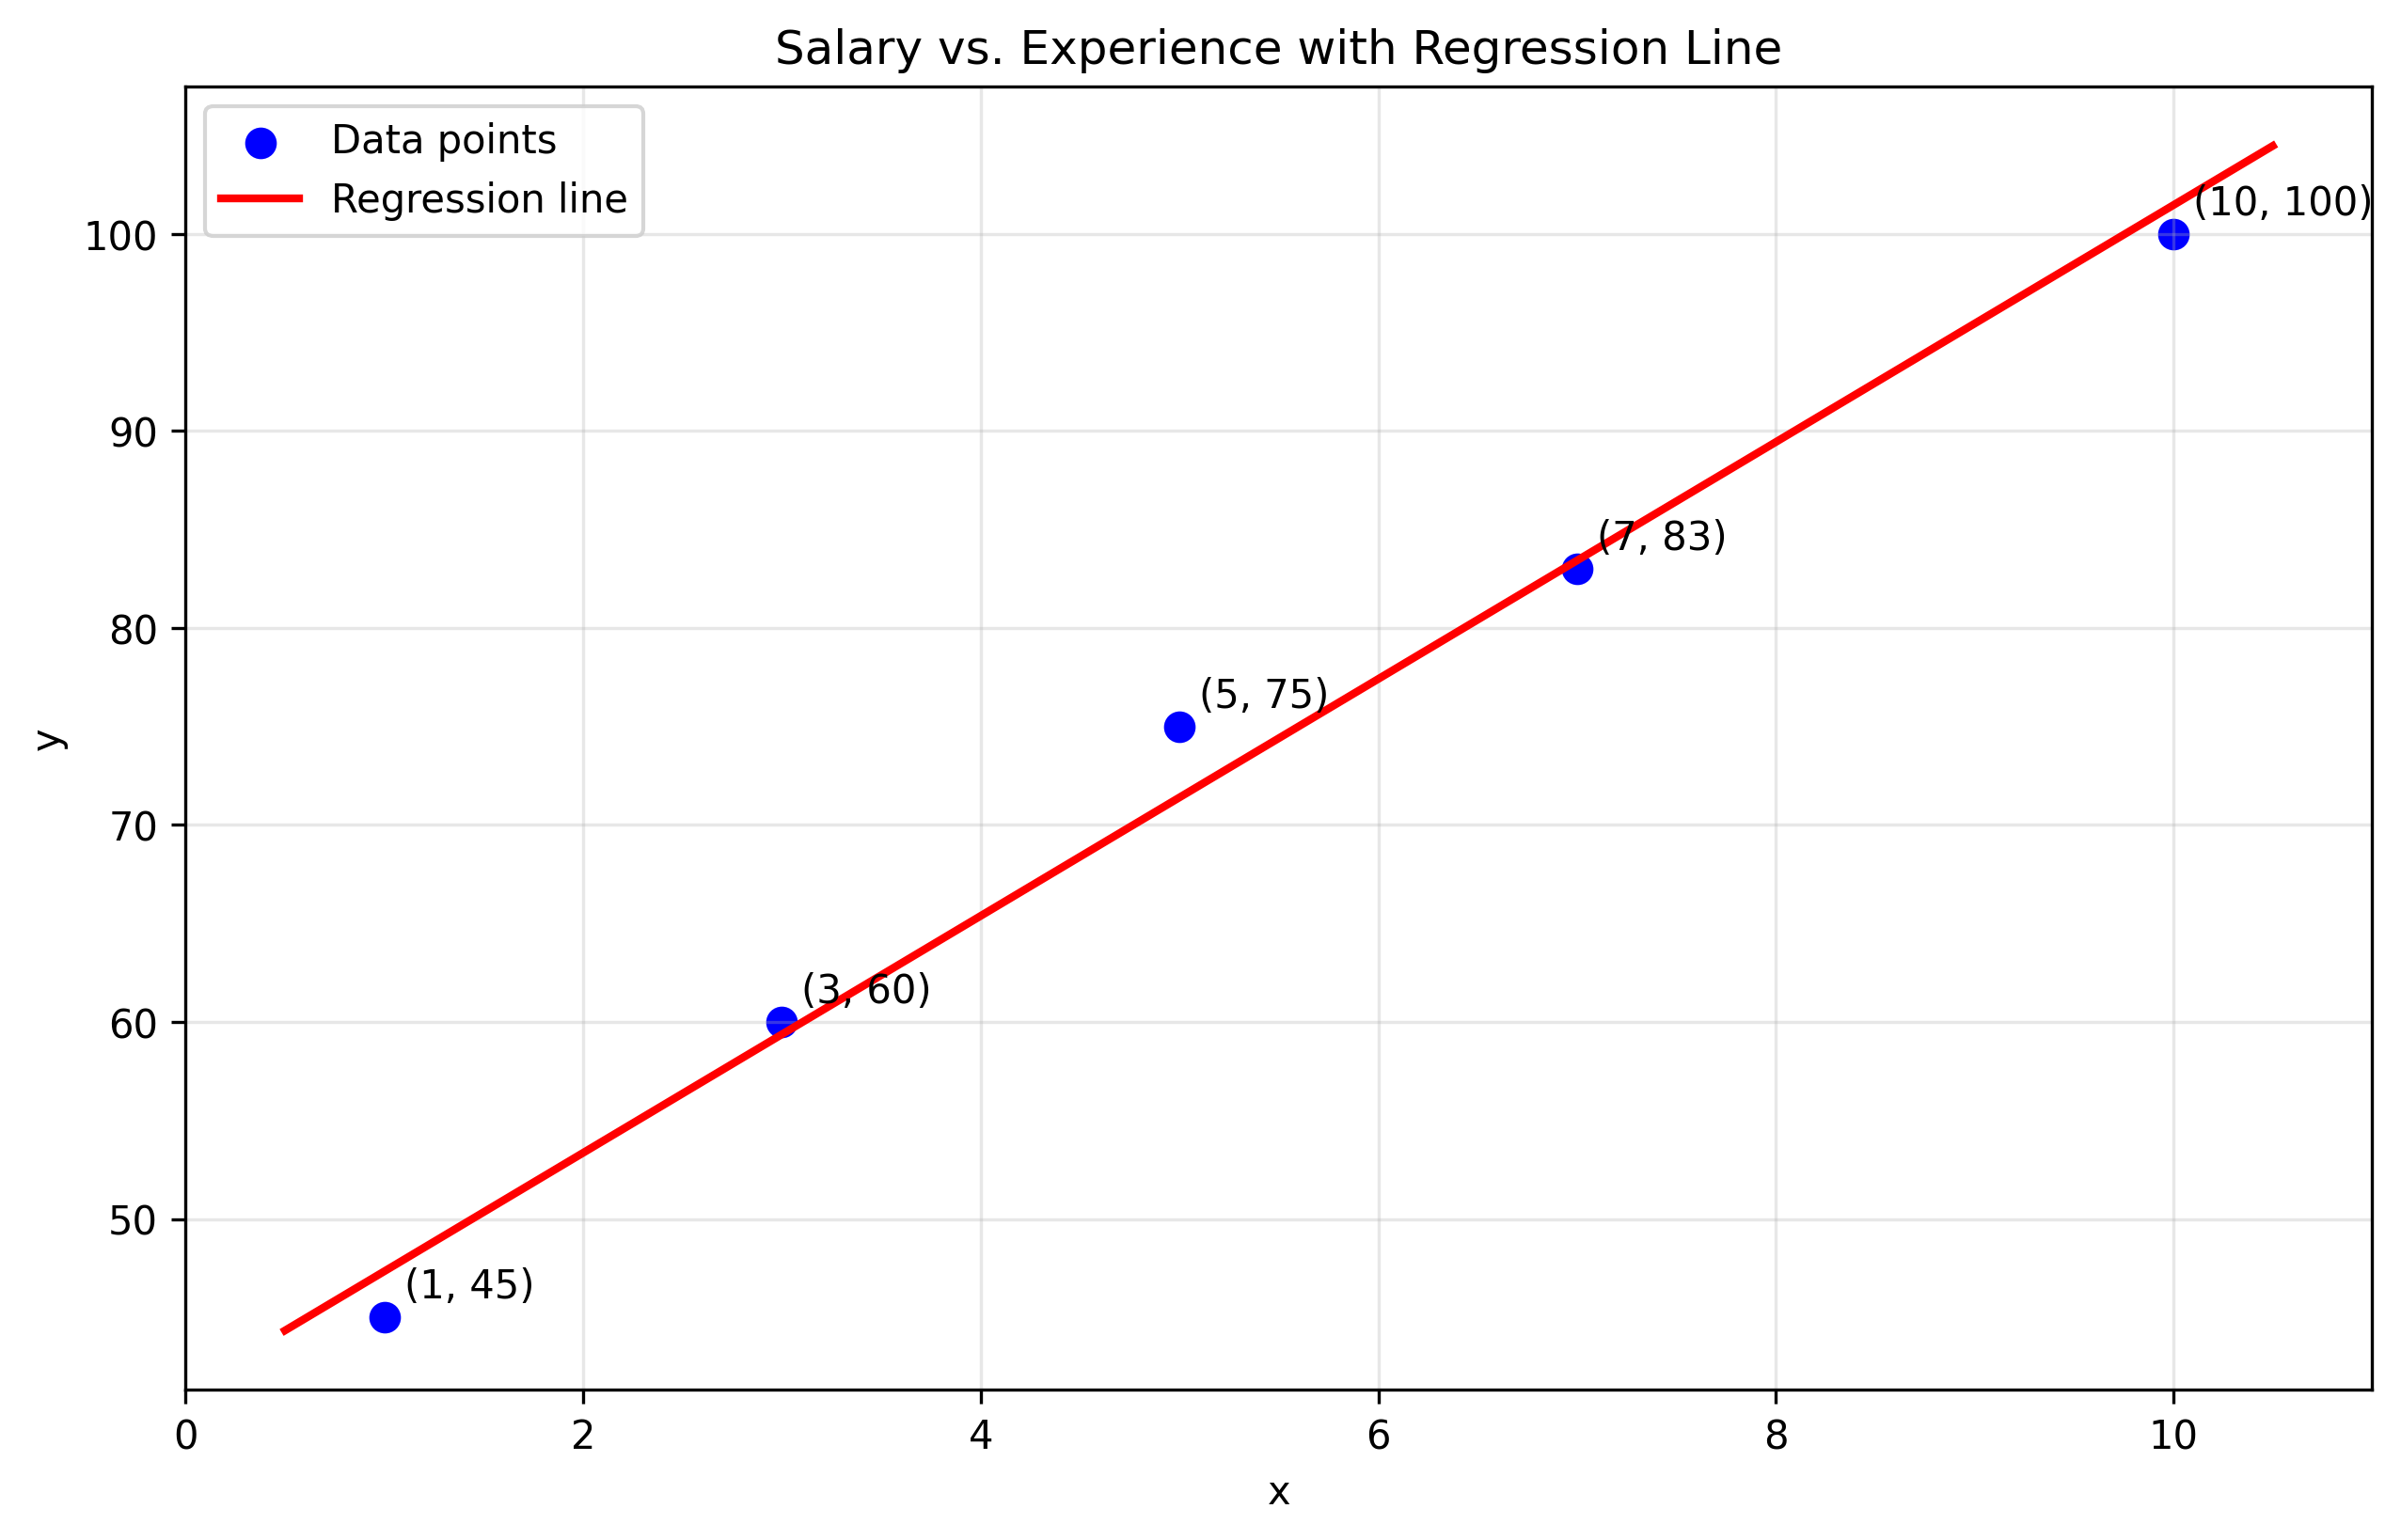 Salary vs. Experience with Regression Line
Data points
Regression line
(10, 100)
(7, 83)
(5, 75)
(3, 60)
(1, 45)
100
90
80
70
60
50
y
0 2 4 6 8 10
x